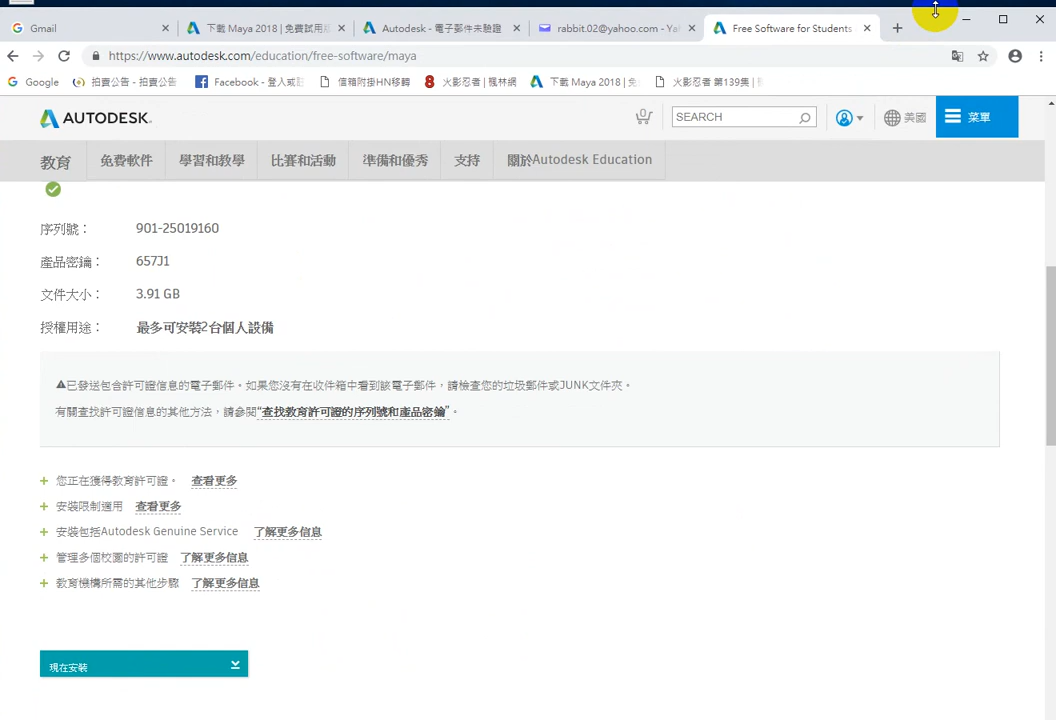 Gmail
下載 Maya 2018 | 免費試用版
Autodesk - 電子郵件未驗證
rabbit.02@yahoo.com - Ya
Free Software for Students
https://www.autodesk.com/education/free-software/maya
Google
拍賣公告 - 拍賣公告
Facebook - 登入或註
信箱附掛HN移轉
火影忍者 | 楓林網
下載 Maya 2018 | 免
火影忍者 第139集 |
AUTODESK
SEARCH
美國
菜單
教育
免費軟件
學習和教學
比賽和活動
準備和優秀
支持
關於Autodesk Education
序列號： 901-25019160
產品密鑰： 657J1
文件大小： 3.91 GB
授權用途： 最多可安裝2台個人設備
已發送包含許可證信息的電子郵件。如果您沒有在收件箱中看到該電子郵件，請檢查您的垃圾郵件或JUNK文件夾。
有關查找許可證信息的其他方法，請參閱“查找教育許可證的序列號和產品密鑰”。
+ 您正在獲得教育許可證。 查看更多
+ 安裝限制適用 查看更多
+ 安裝包括Autodesk Genuine Service 了解更多信息
+ 管理多個校園的許可證 了解更多信息
+ 教育機構所需的其他步驟 了解更多信息
現在安裝